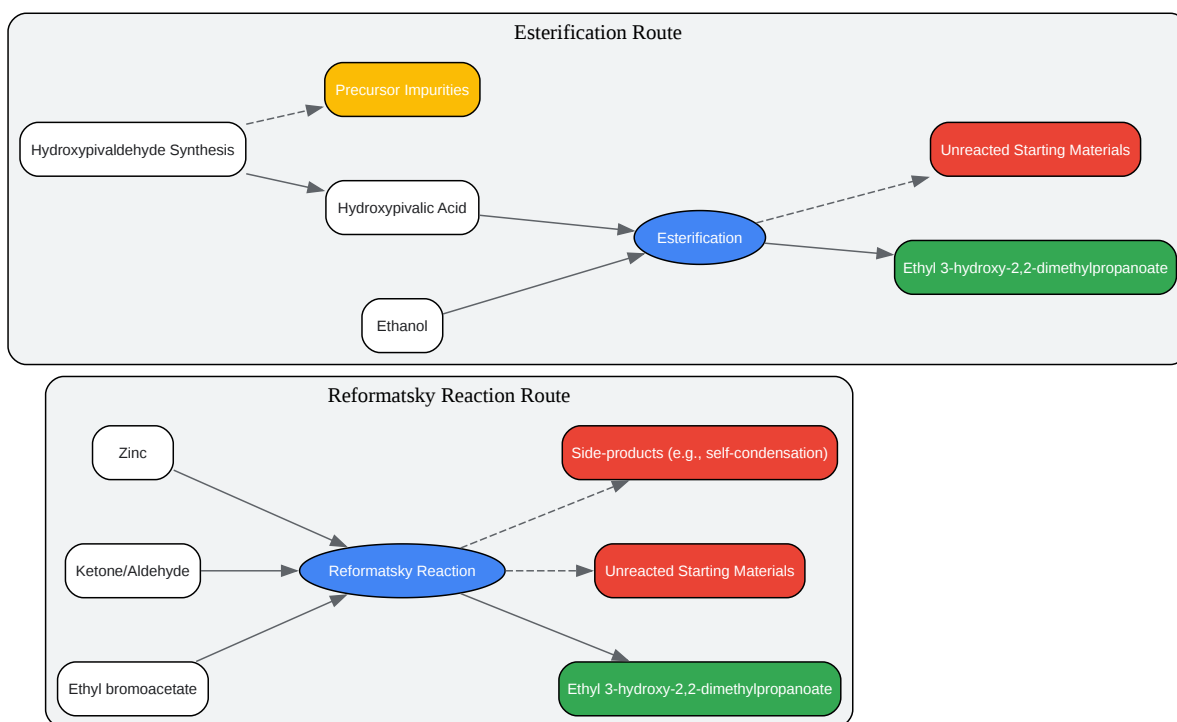 Esterification Route
Precursor Impurities
Hydroxypivaldehyde Synthesis
Unreacted Starting Materials
Hydroxypivalic Acid
Esterification
Ethyl 3-hydroxy-2,2-dimethylpropanoate
Ethanol
Reformatsky Reaction Route
Zinc
Side-products (e.g., self-condensation)
Ketone/Aldehyde
Reformatsky Reaction
Unreacted Starting Materials
Ethyl bromoacetate
Ethyl 3-hydroxy-2,2-dimethylpropanoate